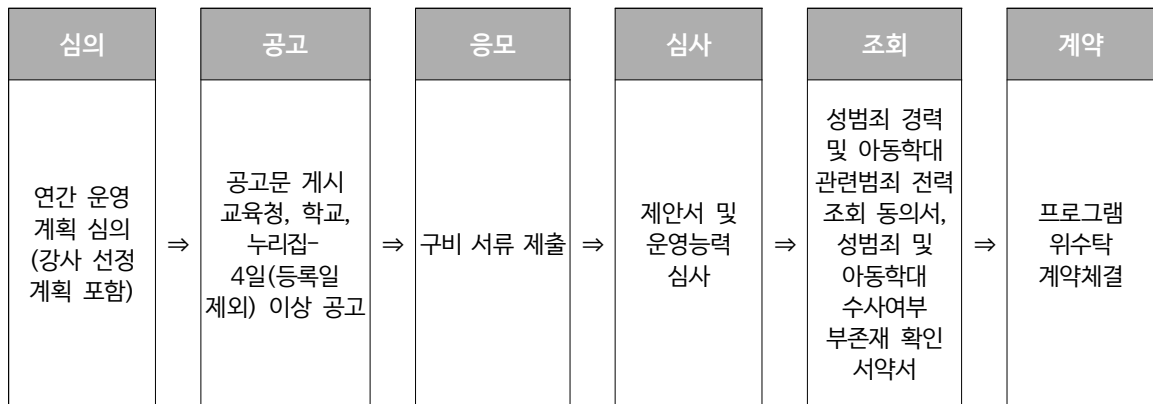 심의
연간 운영
계획 심의
(강사 선정
계획 포함)
⇒
공고
공고문 게시
교육청, 학교,
누리집-
4일(등록일
제외) 이상 공고
⇒
응모
구비 서류 제출
⇒
심사
제안서 및
운영능력
심사
⇒
조회
성범죄 경력
및 아동학대
관련범죄 전력
조회 동의서,
성범죄 및
아동학대
수사여부
부존재 확인
서약서
⇒
계약
프로그램
위수탁
계약체결